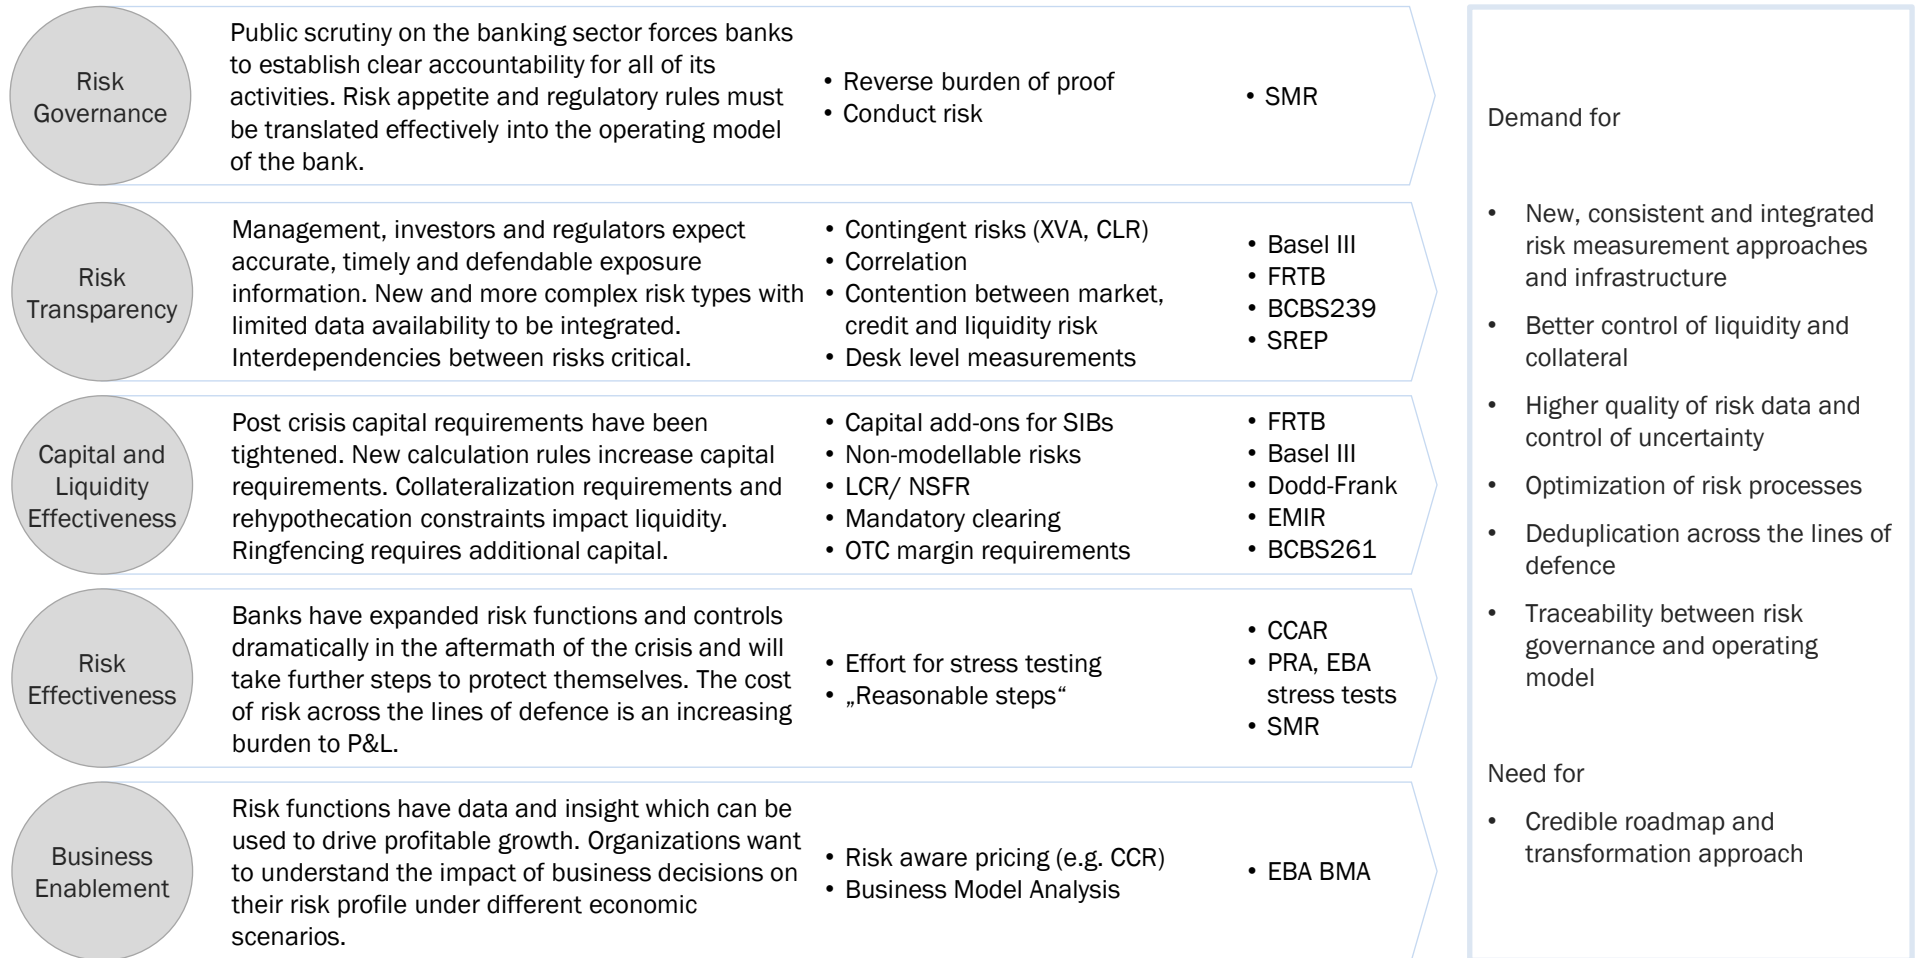 Risk
Governance
Public scrutiny on the banking sector forces banks
to establish clear accountability for all of its
activities. Risk appetite and regulatory rules must
be translated effectively into the operating model
of the bank.
• Reverse burden of proof
• Conduct risk
• SMR
Risk
Transparency
Management, investors and regulators expect
accurate, timely and defendable exposure
information. New and more complex risk types with
limited data availability to be integrated.
Interdependencies between risks critical.
• Contingent risks (XVA, CLR)
• Correlation
• Contention between market,
credit and liquidity risk
• Desk level measurements
• Basel III
• FRTB
• BCBS239
• SREP
Capital and
Liquidity
Effectiveness
Post crisis capital requirements have been
tightened. New calculation rules increase capital
requirements. Collateralization requirements and
rehypothecation constraints impact liquidity.
Ringfencing requires additional capital.
• Capital add-ons for SIBs
• Non-modellable risks
• LCR/ NSFR
• Mandatory clearing
• OTC margin requirements
• FRTB
• Basel III
• Dodd-Frank
• EMIR
• BCBS261
Risk
Effectiveness
Banks have expanded risk functions and controls
dramatically in the aftermath of the crisis and will
take further steps to protect themselves. The cost
of risk across the lines of defence is an increasing
burden to P&L.
• Effort for stress testing
• „Reasonable steps“
• CCAR
• PRA, EBA
stress tests
• SMR
Business
Enablement
Risk functions have data and insight which can be
used to drive profitable growth. Organizations want
to understand the impact of business decisions on
their risk profile under different economic
scenarios.
• Risk aware pricing (e.g. CCR)
• Business Model Analysis
• EBA BMA
Demand for
• New, consistent and integrated
risk measurement approaches
and infrastructure
• Better control of liquidity and
collateral
• Higher quality of risk data and
control of uncertainty
• Optimization of risk processes
• Deduplication across the lines of
defence
• Traceability between risk
governance and operating
model
Need for
• Credible roadmap and
transformation approach